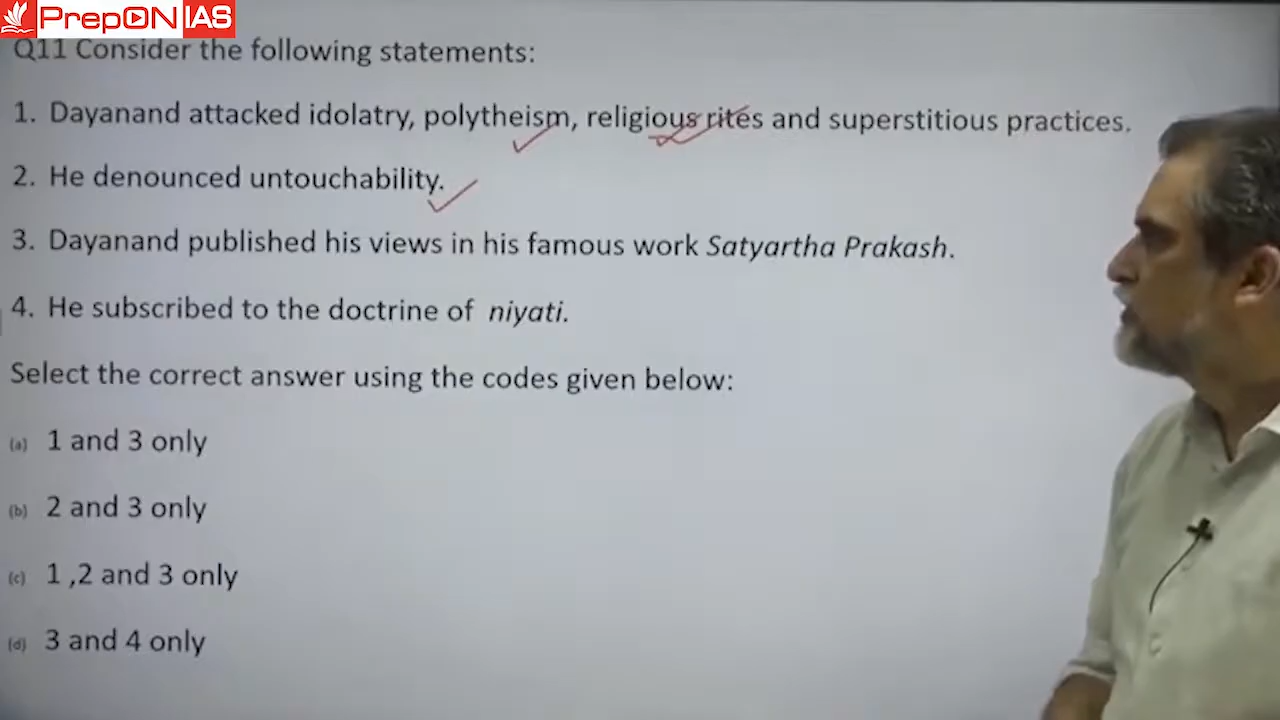 PrepON IAS
Q11 Consider the following statements:
1. Dayanand attacked idolatry, polytheism, religious rites and superstitious practices.
2. He denounced untouchability.
3. Dayanand published his views in his famous work Satyartha Prakash.
4. He subscribed to the doctrine of niyati.
Select the correct answer using the codes given below:
(a) 1 and 3 only
(b) 2 and 3 only
(c) 1 ,2 and 3 only
(d) 3 and 4 only